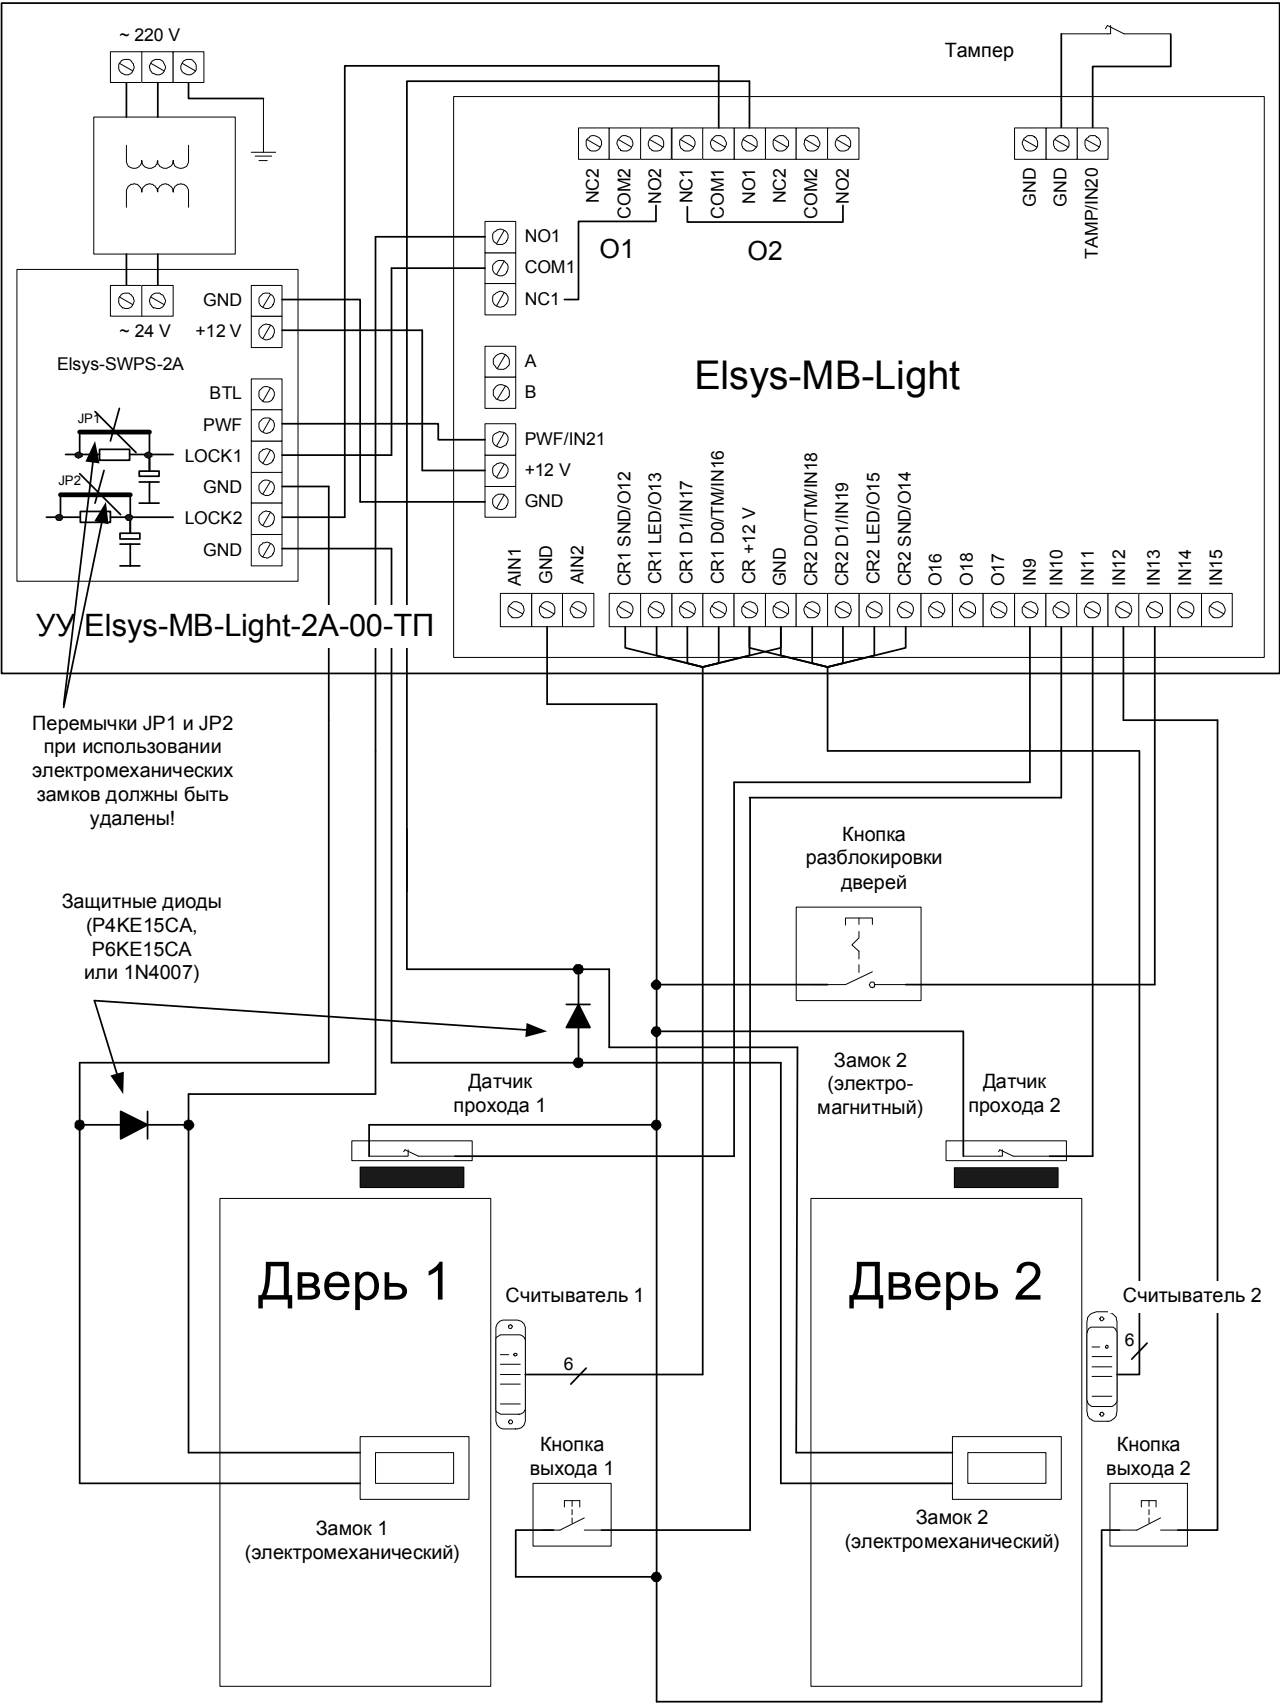 ~ 220 V
Тампер
NC2
COM2
NO2
NC1
COM1
NO1
NC2
COM2
NO2
GND
GND
TAMP/IN20
O1
O2
NO1
COM1
NC1
GND
+12 V
~ 24 V
Elsys-SWPS-2A
BTL
PWF
LOCK1
GND
LOCK2
GND
JP1
JP2
A
B
PWF/IN21
+12 V
GND
Elsys-MB-Light
AIN1
GND
AIN2
CR1 SND/O12
CR1 LED/O13
CR1 D1/IN17
CR1 D0/TM/IN16
CR +12 V
GND
CR2 D0/TM/IN18
CR2 D1/IN19
CR2 LED/O15
CR2 SND/O14
O16
O18
O17
IN9
IN10
IN11
IN12
IN13
IN14
IN15
УУ Elsys-MB-Light-2A-00-ТП
Перемычки JP1 и JP2
при использовании
электромеханических
замков должны быть
удалены!
Кнопка
разблокировки
дверей
Защитные диоды
(P4KE15CA,
P6KE15CA
или 1N4007)
Датчик
прохода 1
Замок 2
(электро-
магнитный)
Датчик
прохода 2
Дверь 1
Дверь 2
Считыватель 1
Считыватель 2
6
6
Кнопка
выхода 1
Кнопка
выхода 2
Замок 1
(электромеханический)
Замок 2
(электромеханический)